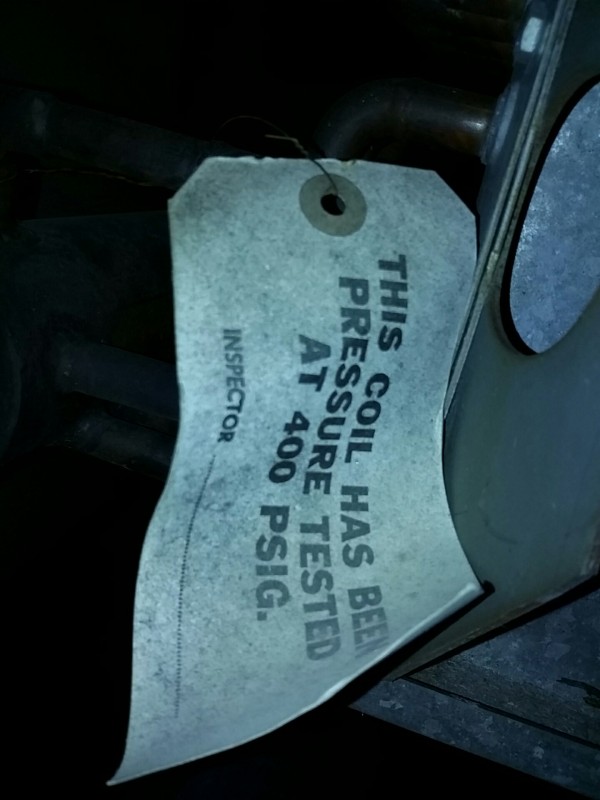 THIS COIL HAS BEEN
PRESSURE TESTED
AT 400 PSIG.
INSPECTOR